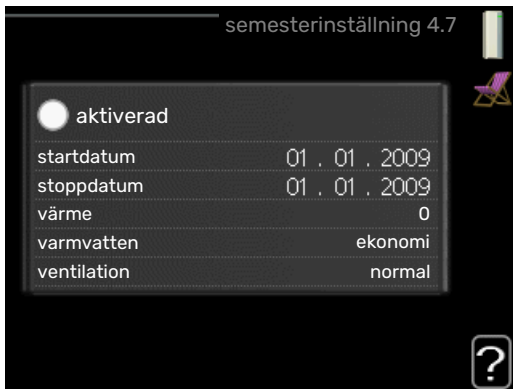 semesterinställning 4.7
aktiverad
startdatum 01 . 01 . 2009
stoppdatum 01 . 01 . 2009
värme 0
varmvatten ekonomi
ventilation normal
?